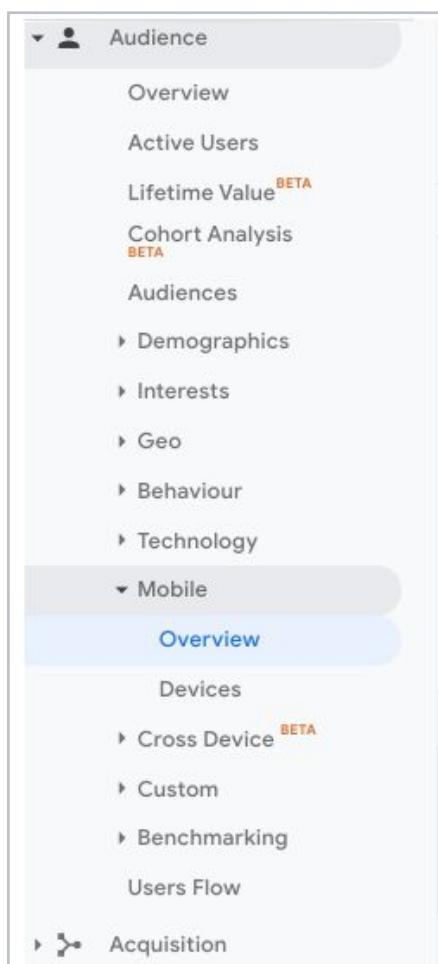 Audience
Overview
Active Users
Lifetime Value BETA
Cohort Analysis
BETA
Audiences
Demographics
Interests
Geo
Behaviour
Technology
Mobile
Overview
Devices
Cross Device BETA
Custom
Benchmarking
Users Flow
Acquisition